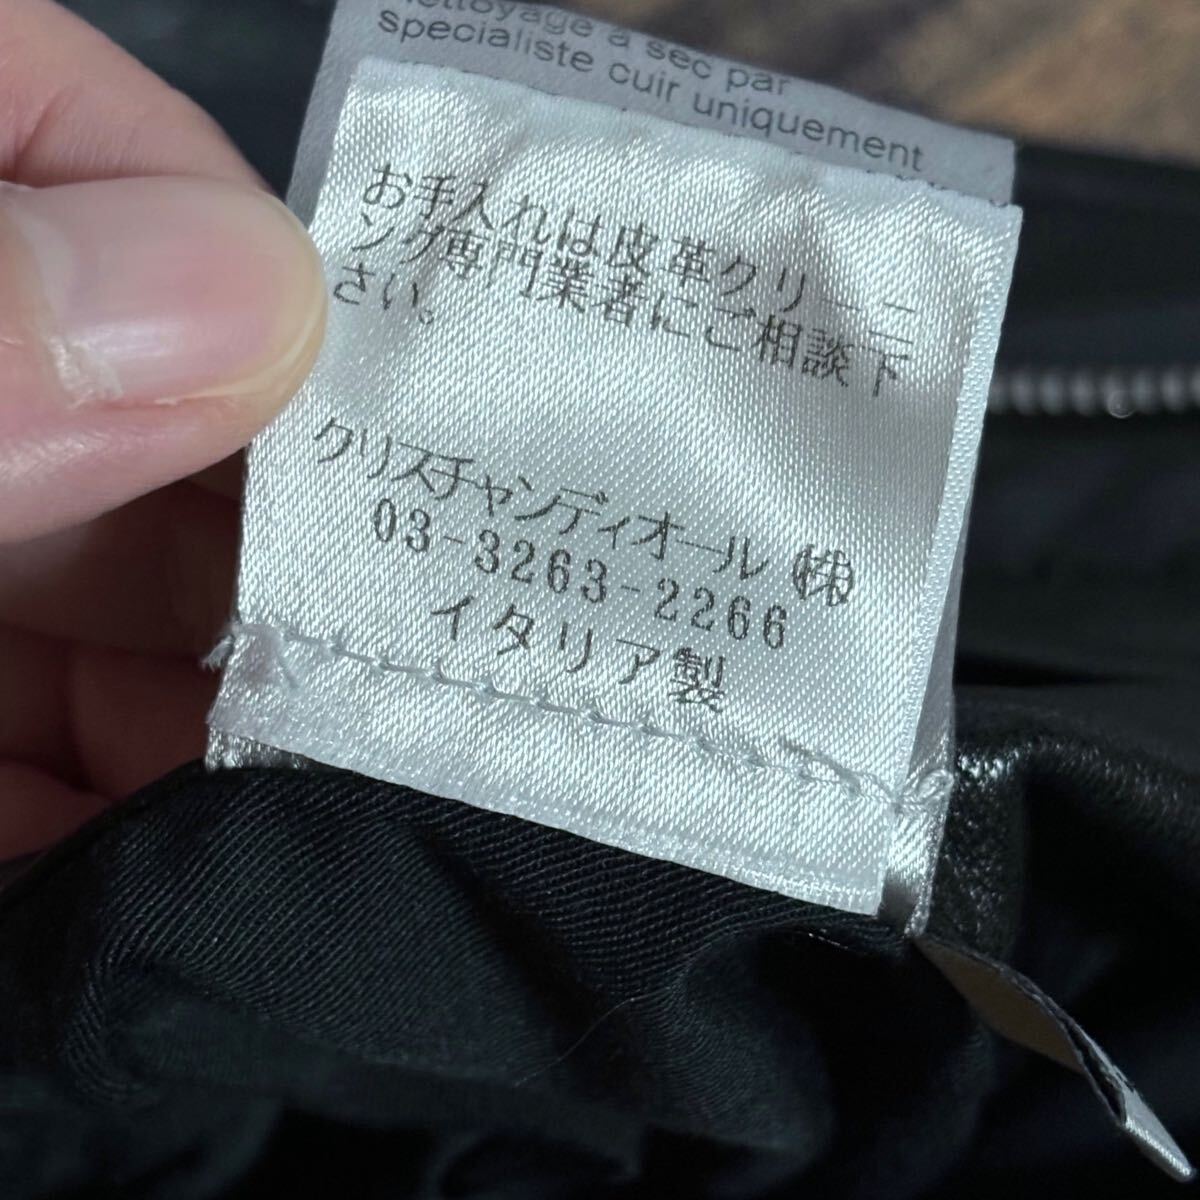 Nettoyage à sec par
specialiste cuir uniquement
お手入れは皮革クリーニ
ング専門業者にご相談下
さい。
クリスチャンディオール㈱
03-3263-2266
イタリア製